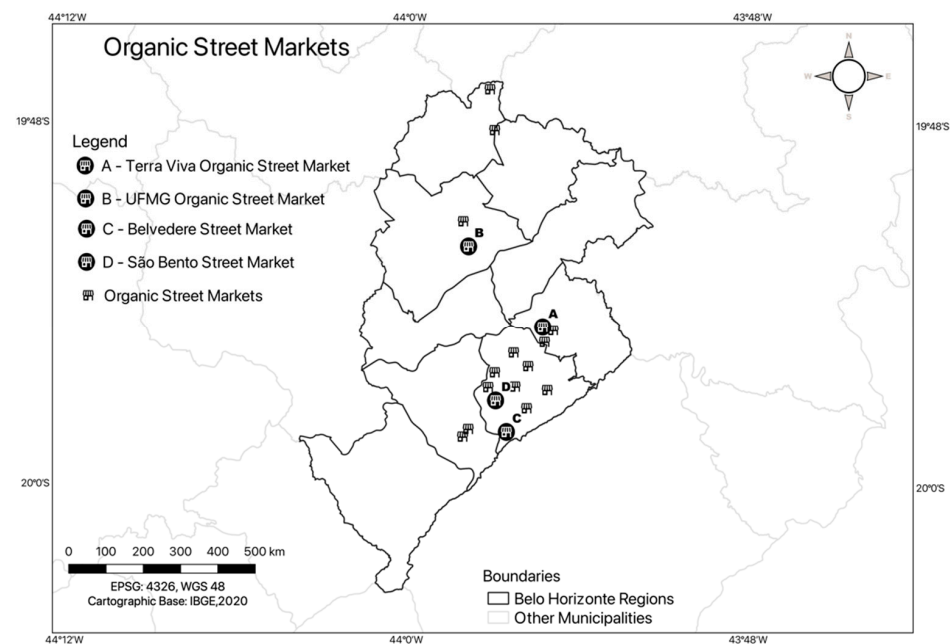 44°12'W 44°0'W 43°48'W
Organic Street Markets
N
W E
S
19°48'S 19°48'S
Legend
A - Terra Viva Organic Street Market
B - UFMG Organic Street Market
C - Belvedere Street Market
D - São Bento Street Market
Organic Street Markets
B
A
D
C
20°0'S 20°0'S
0 100 200 300 400 500 km
EPSG: 4326, WGS 48
Cartographic Base: IBGE,2020
Boundaries
Belo Horizonte Regions
Other Municipalities
44°12'W 44°0'W 43°48'W